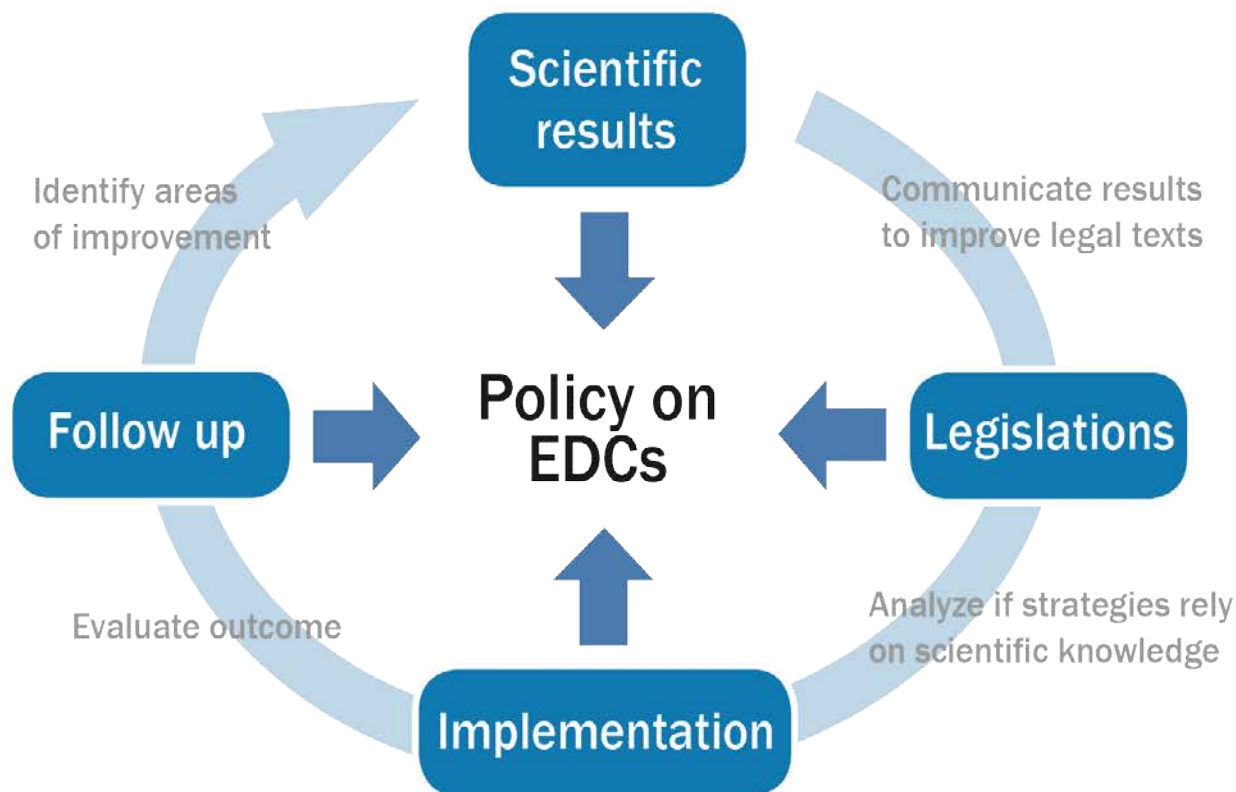 Scientific
results
Identify areas
of improvement
Communicate results
to improve legal texts
Follow up
Policy on
EDCs
Legislations
Evaluate outcome
Analyze if strategies rely
on scientific knowledge
Implementation